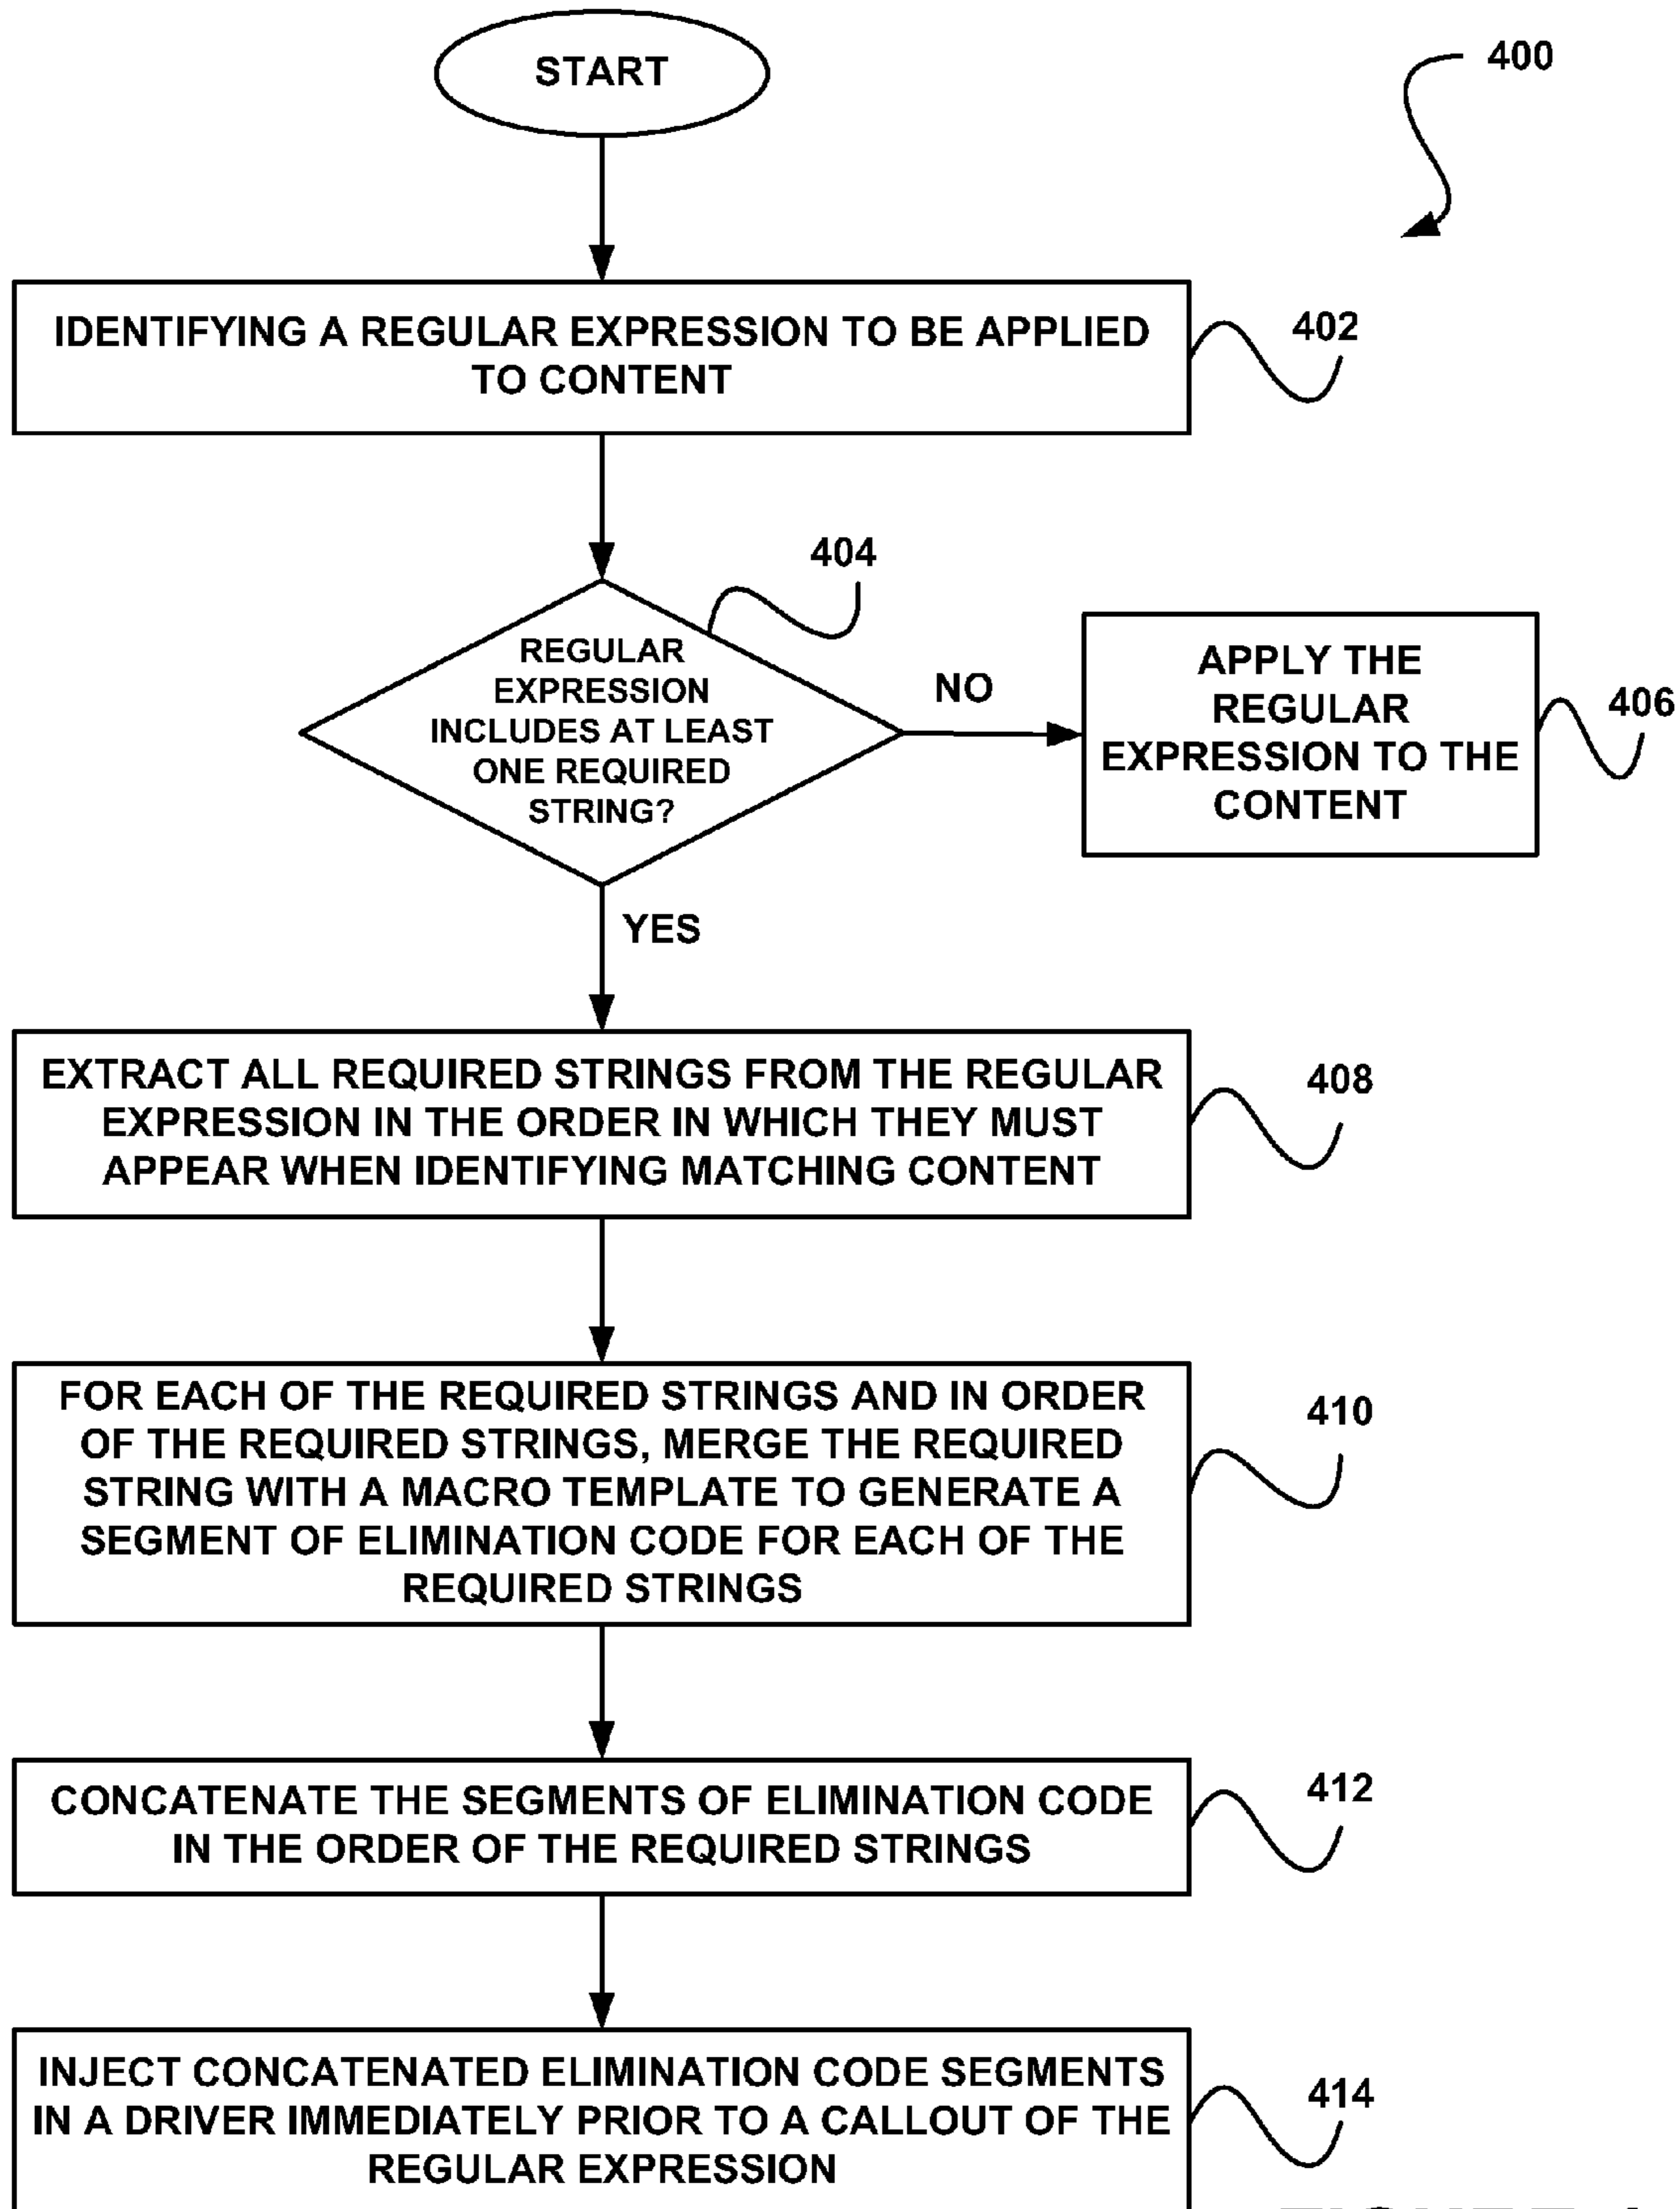 START
400
IDENTIFYING A REGULAR EXPRESSION TO BE APPLIED
TO CONTENT
402
404
REGULAR
EXPRESSION
INCLUDES AT LEAST
ONE REQUIRED
STRING?
NO
APPLY THE
REGULAR
EXPRESSION TO THE
CONTENT
406
YES
EXTRACT ALL REQUIRED STRINGS FROM THE REGULAR
EXPRESSION IN THE ORDER IN WHICH THEY MUST
APPEAR WHEN IDENTIFYING MATCHING CONTENT
408
FOR EACH OF THE REQUIRED STRINGS AND IN ORDER
OF THE REQUIRED STRINGS, MERGE THE REQUIRED
STRING WITH A MACRO TEMPLATE TO GENERATE A
SEGMENT OF ELIMINATION CODE FOR EACH OF THE
REQUIRED STRINGS
410
CONCATENATE THE SEGMENTS OF ELIMINATION CODE
IN THE ORDER OF THE REQUIRED STRINGS
412
INJECT CONCATENATED ELIMINATION CODE SEGMENTS
IN A DRIVER IMMEDIATELY PRIOR TO A CALLOUT OF THE
REGULAR EXPRESSION
414